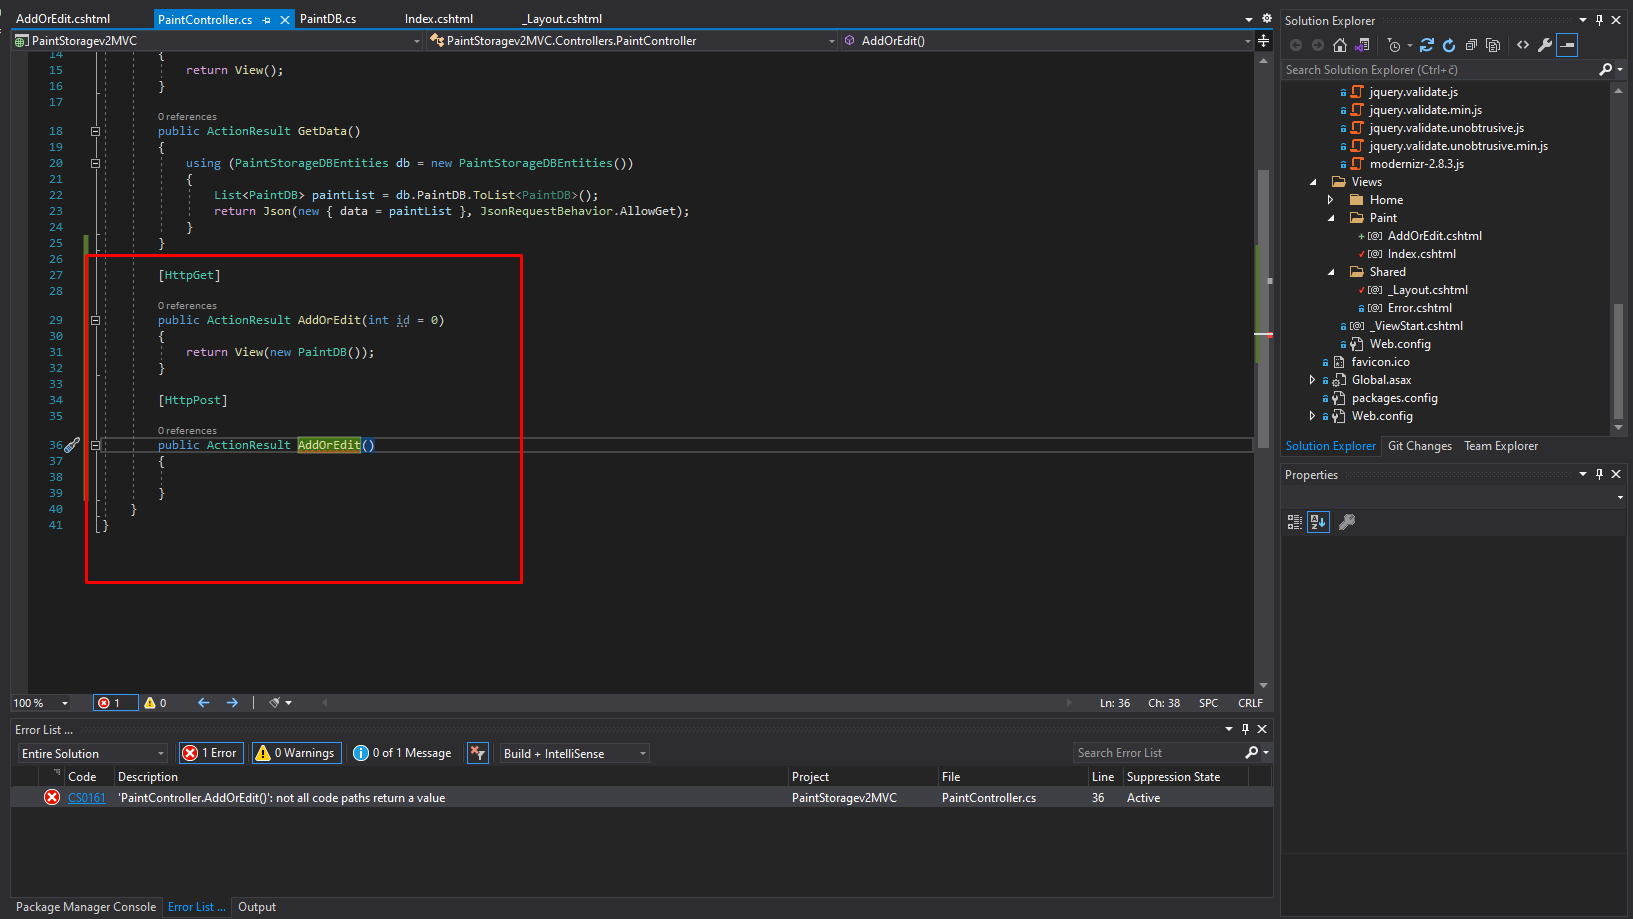 AddOrEdit.cshtml PaintController.cs PaintDB.cs Index.cshtml _Layout.cshtml
PaintStoragev2MVC PaintStoragev2MVC.Controllers.PaintController AddOrEdit()
14 {
15 return View();
16 }
17
0 references
18 public ActionResult GetData()
19 {
20 using (PaintStorageDBEntities db = new PaintStorageDBEntities())
21 {
22 List<PaintDB> paintList = db.PaintDB.ToList<PaintDB>();
23 return Json(new { data = paintList }, JsonRequestBehavior.AllowGet);
24 }
25 }
26
27 [HttpGet]
28
0 references
29 public ActionResult AddOrEdit(int id = 0)
30 {
31 return View(new PaintDB());
32 }
33
34 [HttpPost]
35
0 references
36 public ActionResult AddOrEdit()
37 {
38
39 }
40 }
41 }
100 % 1 0 Ln: 36 Ch: 38 SPC CRLF
Error List ...
Entire Solution 1 Error 0 Warnings 0 of 1 Message Build + IntelliSense Search Error List
Code Description Project File Line Suppression State
CS0161 'PaintController.AddOrEdit()': not all code paths return a value PaintStoragev2MVC PaintController.cs 36 Active
Package Manager Console Error List ... Output
Solution Explorer
Search Solution Explorer (Ctrl+č)
jquery.validate.js
jquery.validate.min.js
jquery.validate.unobtrusive.js
jquery.validate.unobtrusive.min.js
modernizr-2.8.3.js
Views
Home
Paint
AddOrEdit.cshtml
Index.cshtml
Shared
_Layout.cshtml
Error.cshtml
_ViewStart.cshtml
Web.config
favicon.ico
Global.asax
packages.config
Web.config
Solution Explorer Git Changes Team Explorer
Properties